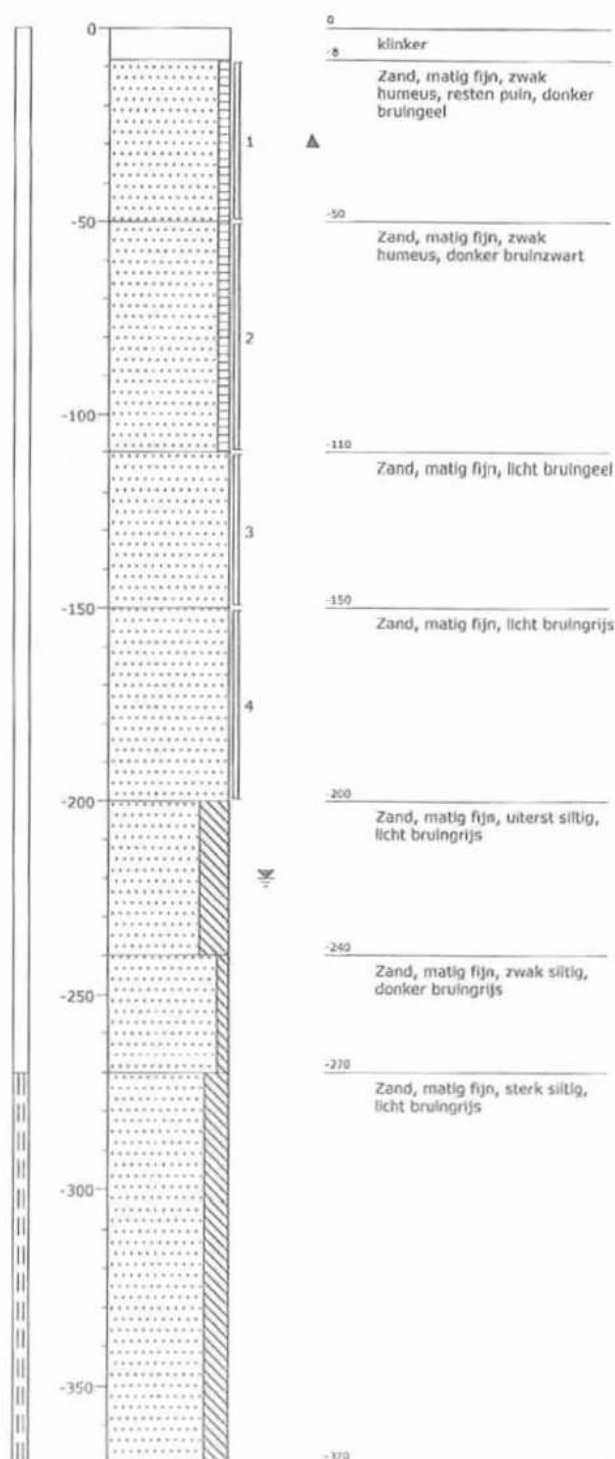 0
0
klinker
-8
Zand, matig fijn, zwak
humeus, resten puin, donker
bruingeel
1
-50
-50
Zand, matig fijn, zwak
humeus, donker bruinzwart
2
-100
-110
Zand, matig fijn, licht bruingeel
3
-150
-150
Zand, matig fijn, licht bruingrijs
4
-200
-200
Zand, matig fijn, uiterst siltig,
licht bruingrijs
-240
Zand, matig fijn, zwak siltig,
donker bruingrijs
-250
-270
Zand, matig fijn, sterk siltig,
licht bruingrijs
-300
-350
-370